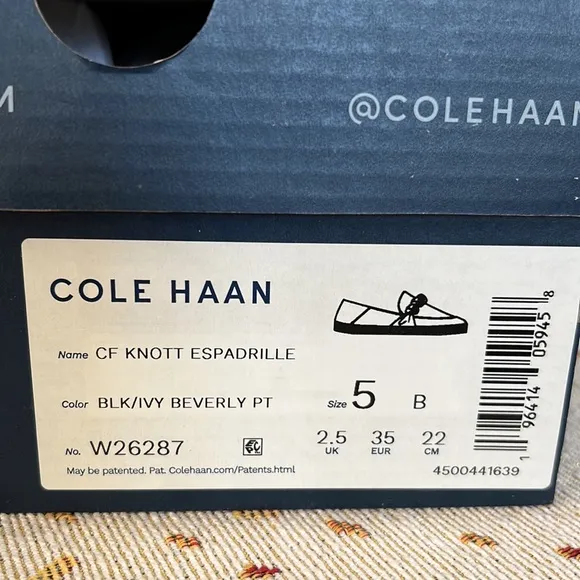 M
@COLEHAAN
COLE HAAN
Name CF KNOTT ESPADRILLE
Color BLK/IVY BEVERLY PT
Size 5 B
No. W26287
2.5 35 22
UK EUR CM
May be patented. Pat. Colehaan.com/Patents.html
4500441639
1 96414 05945 8